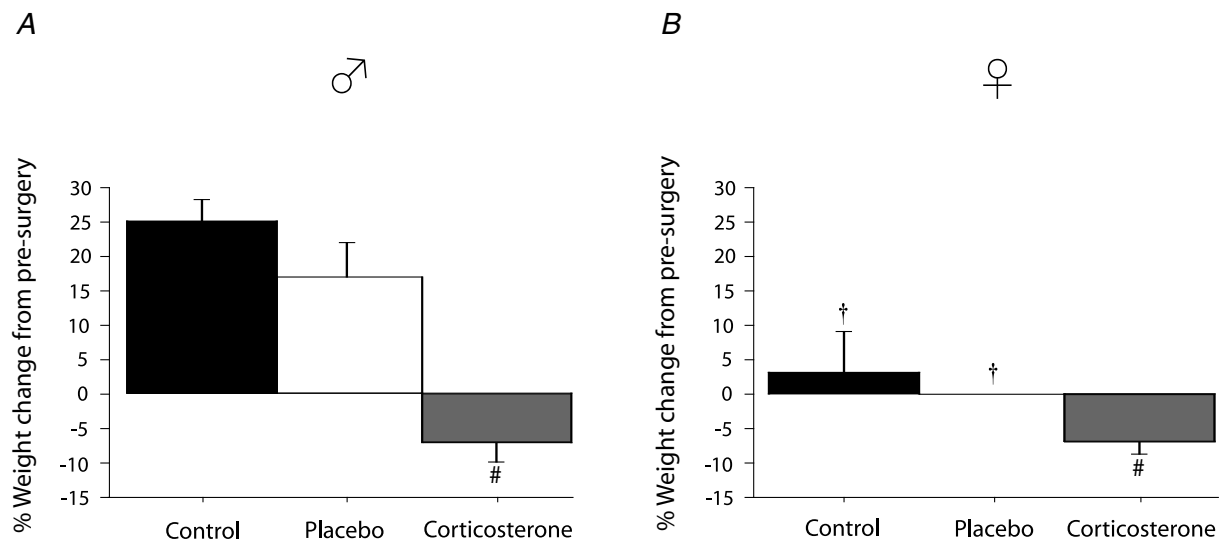 A
♂
% Weight change from pre-surgery
30
25
20
15
10
5
0
-5
-10
-15
#
Control
Placebo
Corticosterone
B
♀
% Weight change from pre-surgery
30
25
20
15
10
5
0
-5
-10
-15
†
†
#
Control
Placebo
Corticosterone